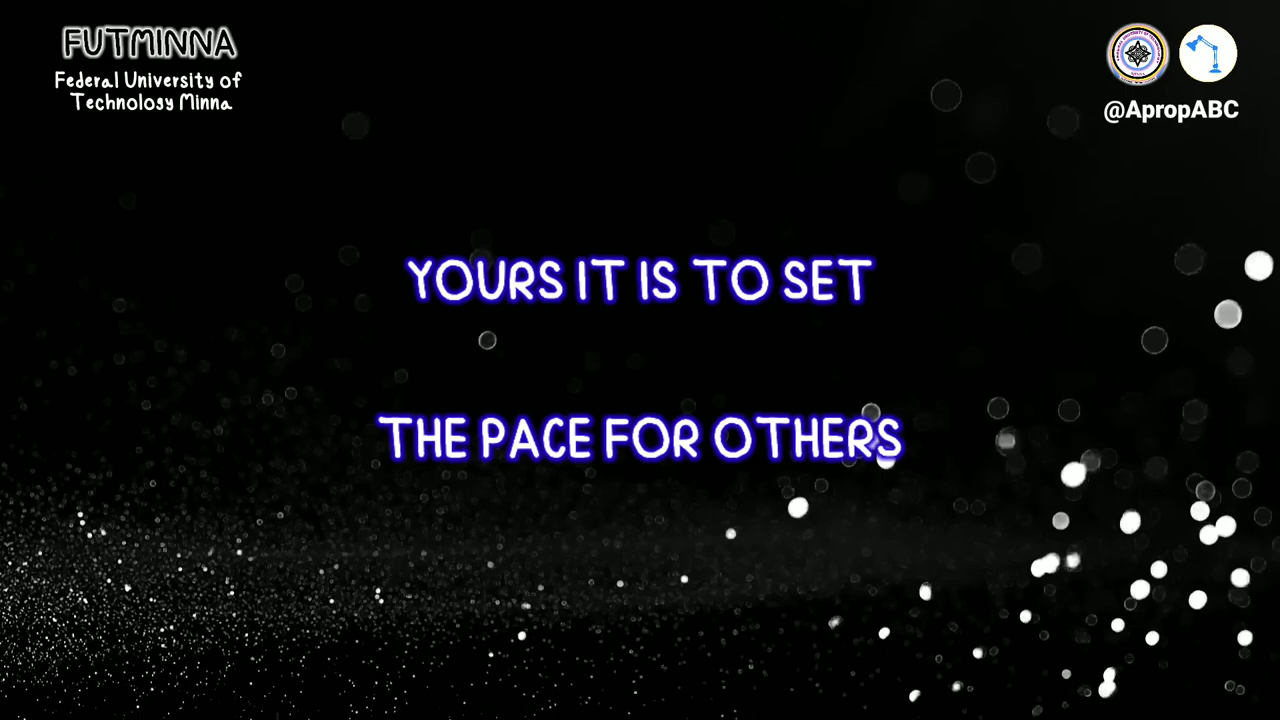 FUTMINNA
Federal University of
Technology Minna
@ApropABC
YOURS IT IS TO SET
THE PACE FOR OTHERS